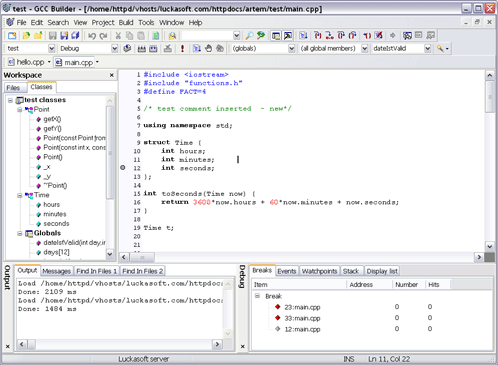 test - GCC Builder - [/home/httpd/vhosts/luckasoft.com/httpdocs/artem/test/main.cpp]
File Edit Search View Project Build Tools Window Help
test Debug (globals) (all global members) dateIsValid
hello.cpp main.cpp
Workspace
Files Classes
test classes
Point
getX()
getY()
Point(const Point from
Point(const int x, cons
Point()
_x
_y
~Point()
Time
hours
minutes
seconds
Globals
dateIsValid(int day, in
days[12]
1 #include <iostream>
2 #include "functions.h"
3 #define FACT=4
4
5 /* test comment inserted - new*/
6
7 using namespace std;
8
9 struct Time {
10 int hours;
11 int minutes;
12 int seconds;
13 };
14
15 int toSeconds(Time now) {
16 return 3600*now.hours + 60*now.minutes + now.seconds;
17 }
18
19 Time t;
20
21
Output
Output Messages Find In Files 1 Find In Files 2
Load /home/httpd/vhosts/luckasoft.com/httpdoc
Done: 2109 ms
Load /home/httpd/vhosts/luckasoft.com/httpdoc
Done: 1484 ms
Debug
Breaks Events Watchpoints Stack Display list
Item Address Number Hits
Break
23:main.cpp 0 0
33:main.cpp 0 0
12:main.cpp 0 0
Luckasoft server INS Ln 11, Col 22